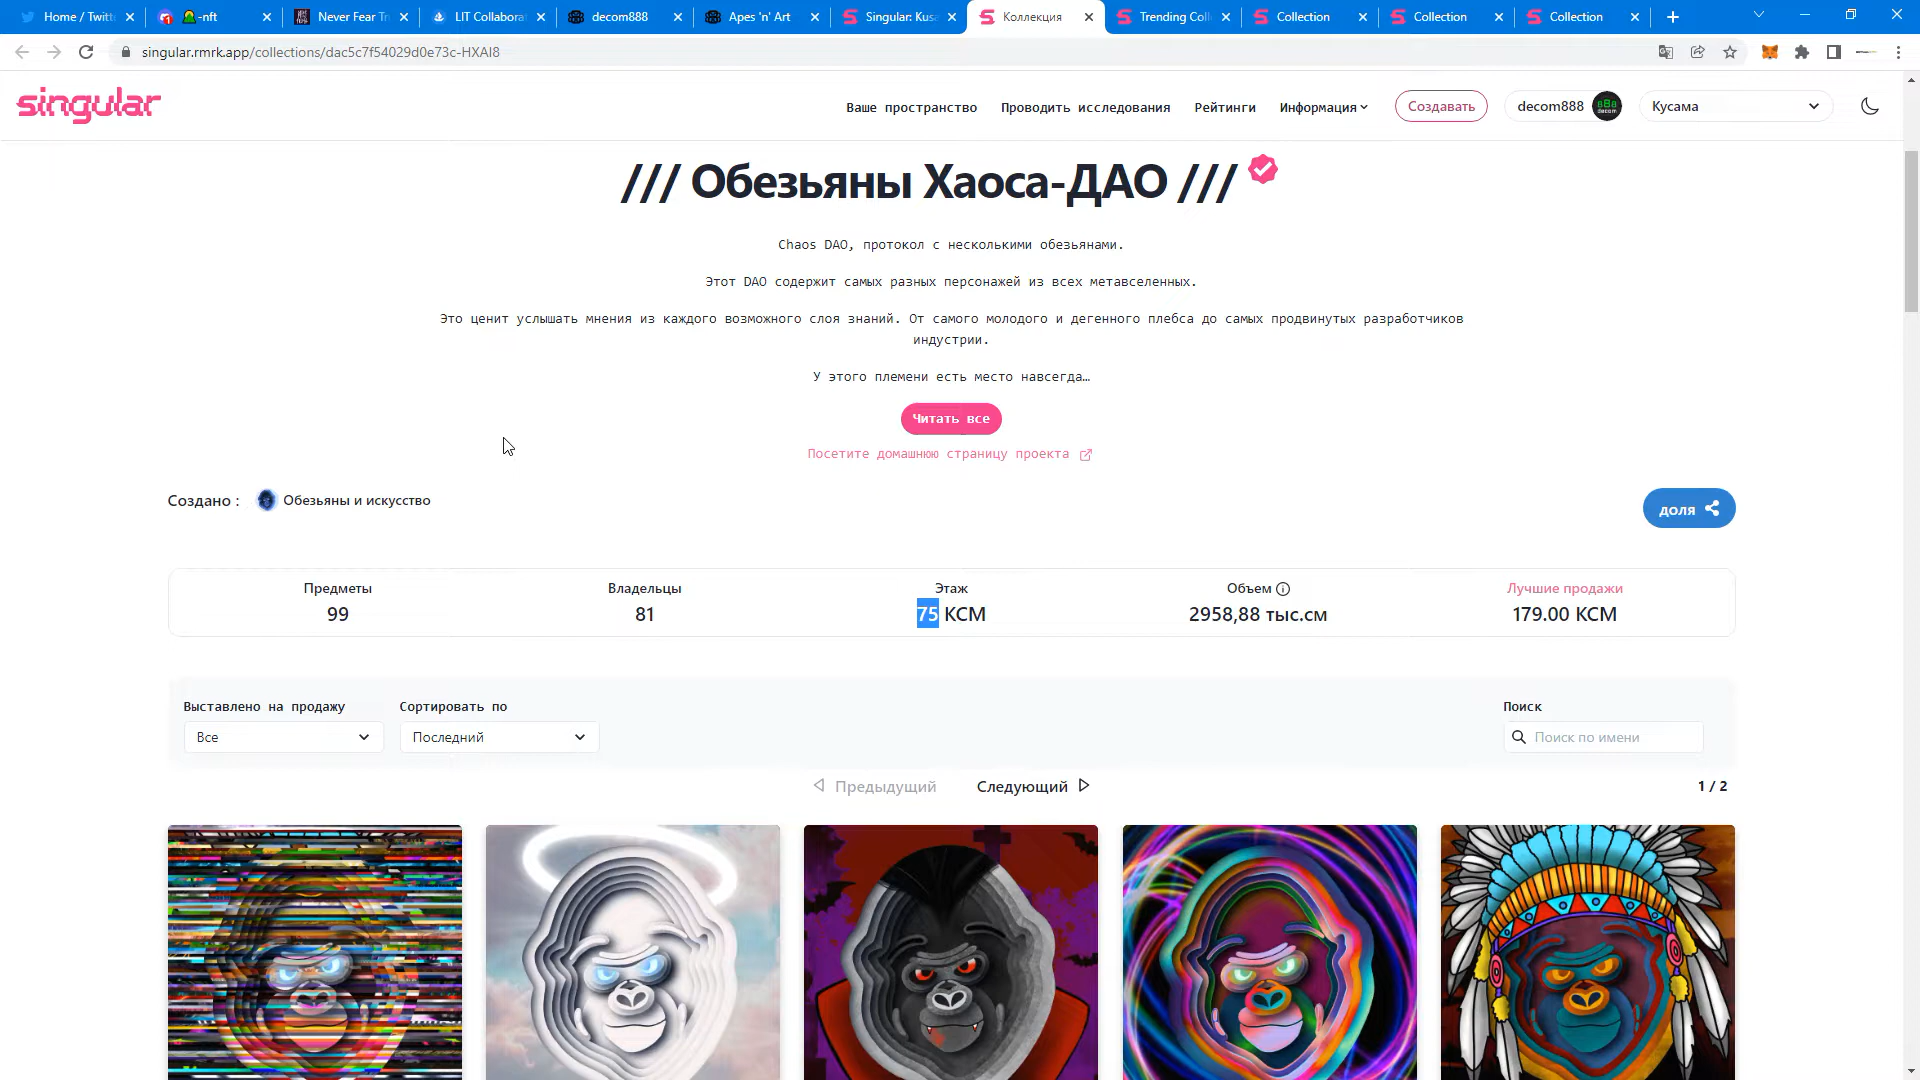 Home / Twitt
-nft
Never Fear Tr
LIT Collabora
decom888
Apes 'n' Art
Singular: Kusa
Коллекция
Trending Coll
Collection
Collection
Collection
singular.rmrk.app/collections/dac5c7f54029d0e73c-HXAI8
singular
Ваше пространство
Проводить исследования
Рейтинги
Информация
Создавать
decom888
Кусама
/// Обезьяны Хаоса-ДАО ///
Chaos DAO, протокол с несколькими обезьянами.
Этот DAO содержит самых разных персонажей из всех метавселенных.
Это ценит услышать мнения из каждого возможного слоя знаний. От самого молодого и дегенного плебса до самых продвинутых разработчиков
индустрии.
У этого племени есть место навсегда…
Читать все
Посетите домашнюю страницу проекта
Создано :
Обезьяны и искусство
доля
Предметы
Владельцы
Этаж
Объем
Лучшие продажи
99
81
75 КСМ
2958,88 тыс.см
179.00 КСМ
Выставлено на продажу
Сортировать по
Поиск
Все
Последний
Поиск по имени
Предыдущий
Следующий
1 / 2